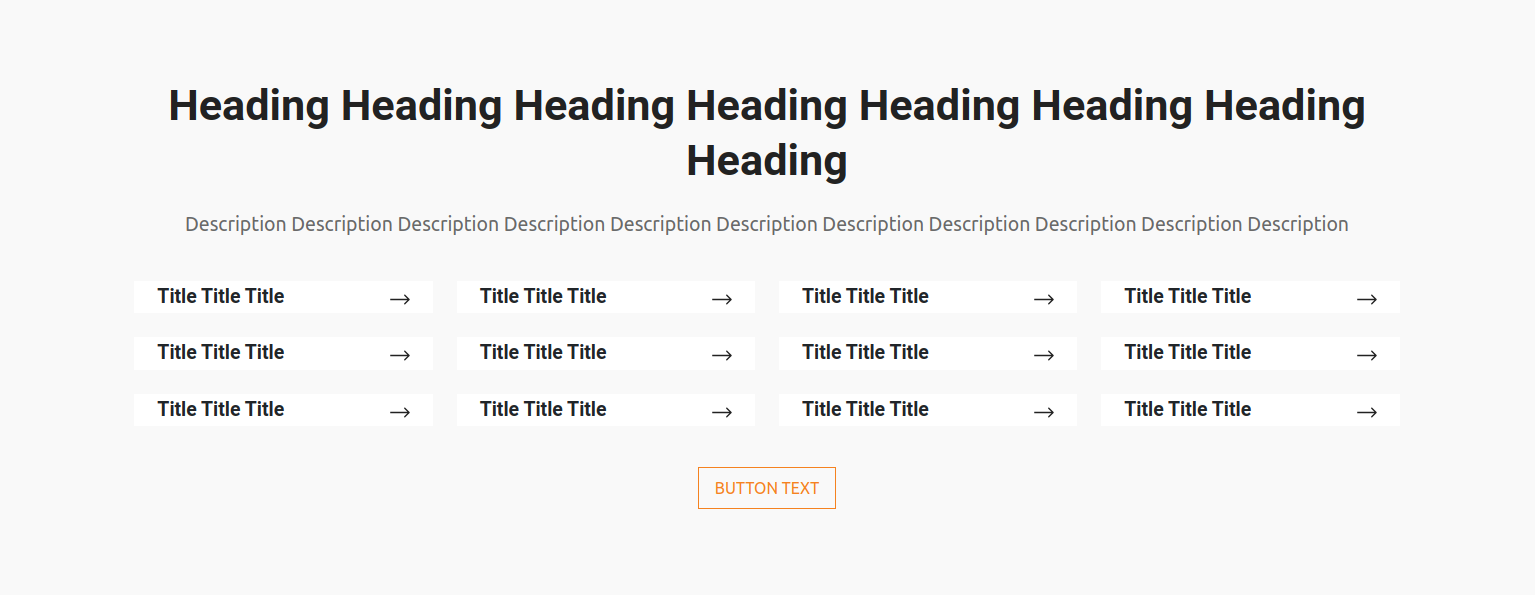 Heading Heading Heading Heading Heading Heading Heading
Heading
Description Description Description Description Description Description Description Description Description Description Description
Title Title Title → Title Title Title → Title Title Title → Title Title Title →
Title Title Title → Title Title Title → Title Title Title → Title Title Title →
Title Title Title → Title Title Title → Title Title Title → Title Title Title →
BUTTON TEXT